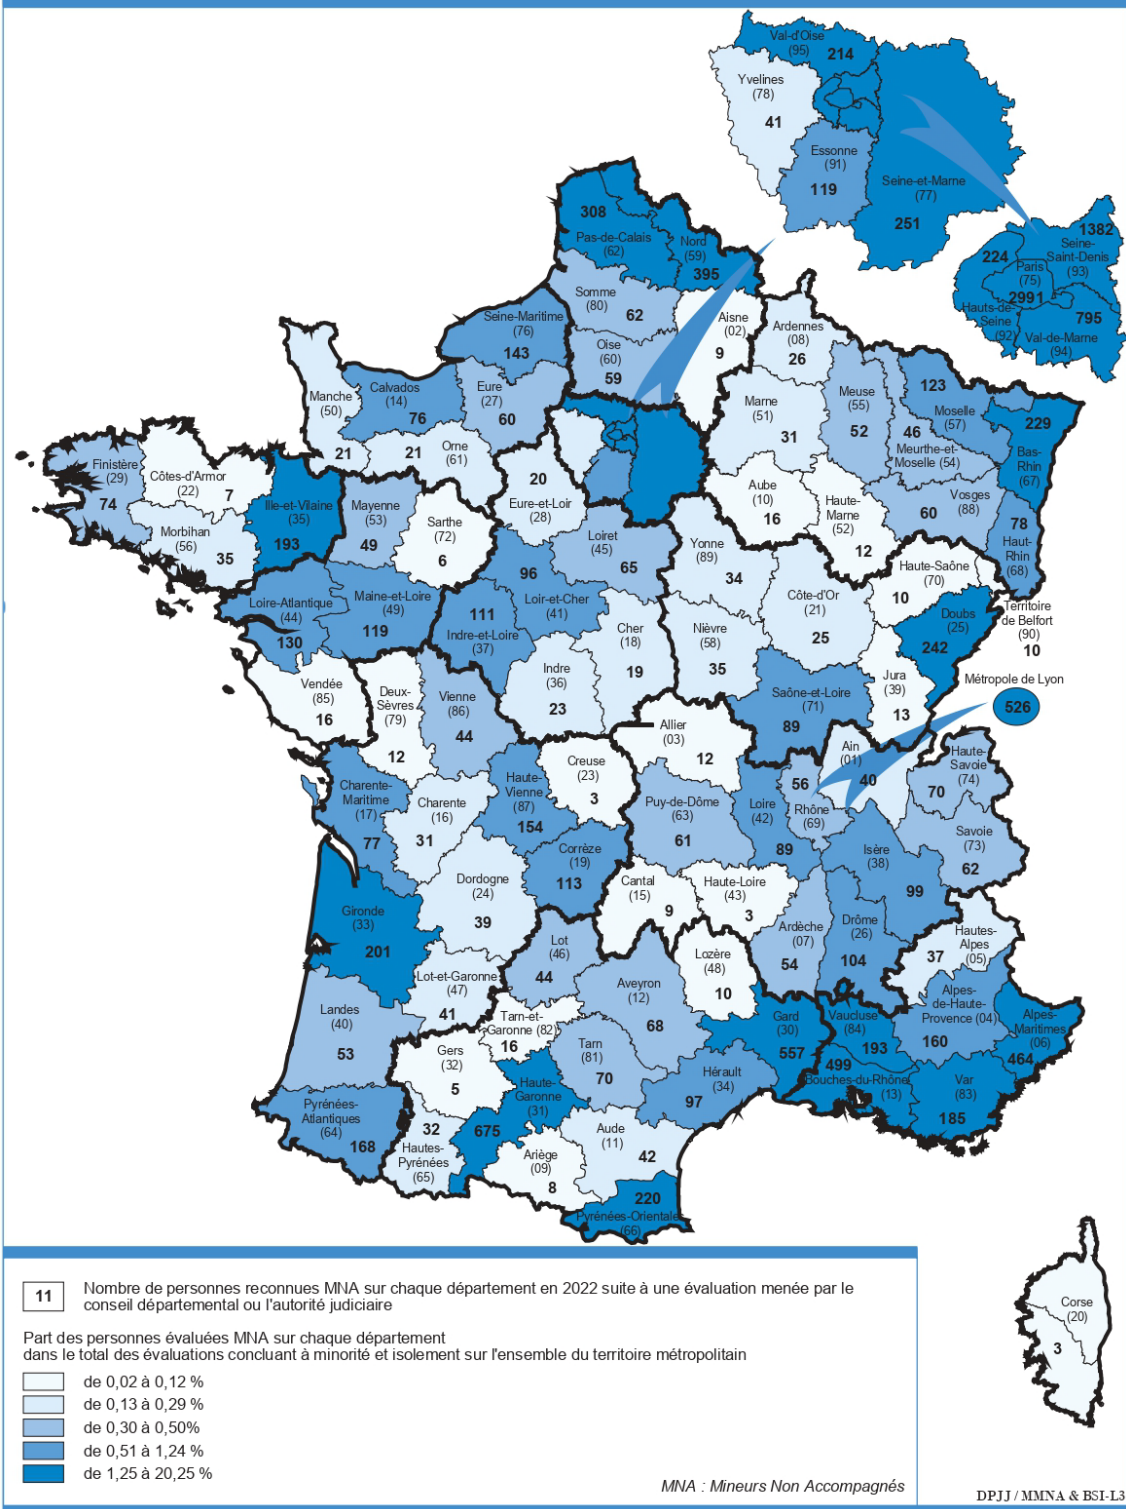 Val-d'Oise
(95)
214
Yvelines
(78)
41
Essonne
(91)
119
Seine-et-Marne
(77)
251
1382
Seine-
Saint-Denis
(93)
224
Paris
(75)
2991
Hauts-de-
Seine
(92)
795
Val-de-Marne
(94)
308
Pas-de-Calais
(62)
Nord
(59)
395
Somme
(80)
62
Seine-Maritime
(76)
143
Oise
(60)
59
Aisne
(02)
9
Ardennes
(08)
26
Manche
(50)
21
Calvados
(14)
76
Eure
(27)
60
Orne
(61)
21
Marne
(51)
31
Meuse
(55)
52
123
Moselle
(57)
46
Meurthe-et-
Moselle (54)
229
Bas-
Rhin
(67)
Finistère
(29)
74
Côtes-d'Armor
(22)
7
Morbihan
(56)
35
Ille-et-Vilaine
(35)
193
Mayenne
(53)
49
Sarthe
(72)
6
20
Eure-et-Loir
(28)
Loiret
(45)
65
Aube
(10)
16
Haute-
Marne
(52)
12
Vosges
(88)
60
78
Haut-
Rhin
(68)
Yonne
(89)
34
Haute-Saône
(70)
10
Territoire
de Belfort
(90)
10
Loire-Atlantique
(44)
130
Maine-et-Loire
(49)
119
111
Indre-et-Loire
(37)
96
Loir-et-Cher
(41)
Cher
(18)
19
Nièvre
(58)
35
Côte-d'Or
(21)
25
Doubs
(25)
242
Jura
(39)
13
Métropole de Lyon
526
Vendée
(85)
16
Deux-
Sèvres
(79)
12
Vienne
(86)
44
Indre
(36)
23
Allier
(03)
12
Saône-et-Loire
(71)
89
Ain
(01)
40
Haute-
Savoie
(74)
70
Charente-
Maritime
(17)
77
Charente
(16)
31
Haute-
Vienne
(87)
154
Creuse
(23)
3
Puy-de-Dôme
(63)
61
Loire
(42)
89
56
Rhône
(69)
Isère
(38)
99
Savoie
(73)
62
Corrèze
(19)
113
Dordogne
(24)
39
Gironde
(33)
201
Cantal
(15)
9
Haute-Loire
(43)
3
Ardèche
(07)
54
Drôme
(26)
104
Hautes-
Alpes
(05)
37
Lot
(46)
44
Lot-et-Garonne
(47)
41
Aveyron
(12)
68
Lozère
(48)
10
Landes
(40)
53
Tarn-et-
Garonne (82)
16
Gers
(32)
5
Tarn
(81)
70
Gard
(30)
557
Vaucluse
(84)
193
Alpes-
de-Haute-
Provence (04)
160
Alpes-
Maritimes
(06)
464
499
Bouches-du-Rhône
(13)
Var
(83)
185
Hérault
(34)
97
Haute-
Garonne
(31)
675
Pyrénées-
Atlantiques
(64)
168
32
Hautes-
Pyrénées
(65)
Ariège
(09)
8
Aude
(11)
42
220
Pyrénées-Orientales
(66)
Corse
(20)
3
11
Nombre de personnes reconnues MNA sur chaque département en 2022 suite à une évaluation menée par le
conseil départemental ou l'autorité judiciaire
Part des personnes évaluées MNA sur chaque département
dans le total des évaluations concluant à minorité et isolement sur l'ensemble du territoire métropolitain
de 0,02 à 0,12 %
de 0,13 à 0,29 %
de 0,30 à 0,50%
de 0,51 à 1,24 %
de 1,25 à 20,25 %
MNA : Mineurs Non Accompagnés
DPJJ / MMNA & BSI-L3